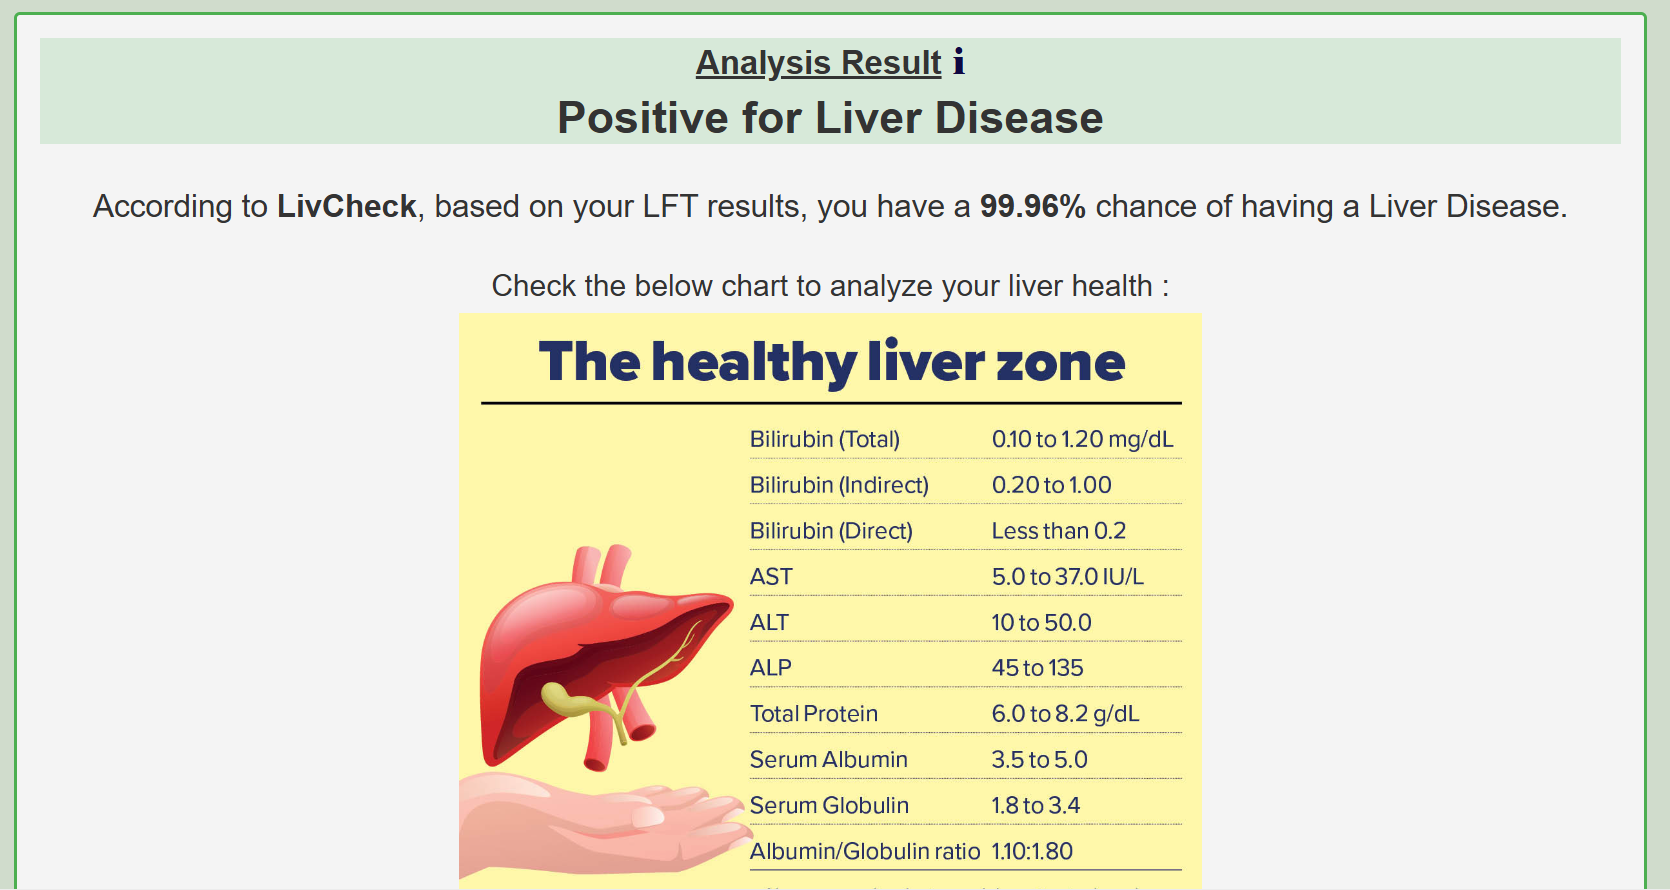 Analysis Result i
Positive for Liver Disease
According to LivCheck, based on your LFT results, you have a 99.96% chance of having a Liver Disease.
Check the below chart to analyze your liver health :
The healthy liver zone
Bilirubin (Total) 0.10 to 1.20 mg/dL
Bilirubin (Indirect) 0.20 to 1.00
Bilirubin (Direct) Less than 0.2
AST 5.0 to 37.0 IU/L
ALT 10 to 50.0
ALP 45 to 135
Total Protein 6.0 to 8.2 g/dL
Serum Albumin 3.5 to 5.0
Serum Globulin 1.8 to 3.4
Albumin/Globulin ratio 1.10:1.80